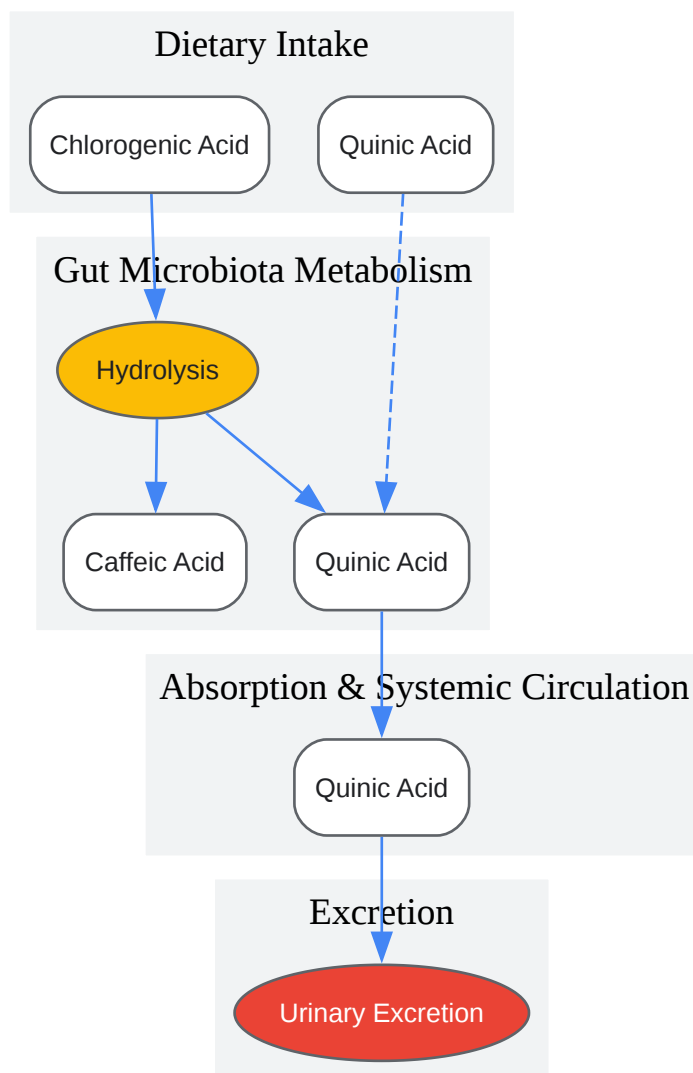 Dietary Intake
Chlorogenic Acid
Quinic Acid
Gut Microbiota Metabolism
Hydrolysis
Caffeic Acid
Quinic Acid
Absorption & Systemic Circulation
Quinic Acid
Excretion
Urinary Excretion